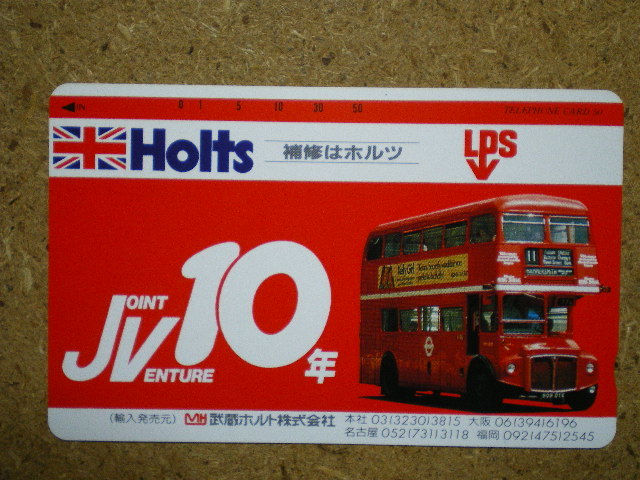 0 1 5 10 30 50
TELEPHONE CARD 50
Holts
補修はホルツ
LPS
11
JOINT
VENTURE
10年
(輸入発売元) MH 武蔵ホルト株式会社
本社 03(3230)3815 大阪 06(394)6196
名古屋 052(731)3118 福岡 092(475)2545